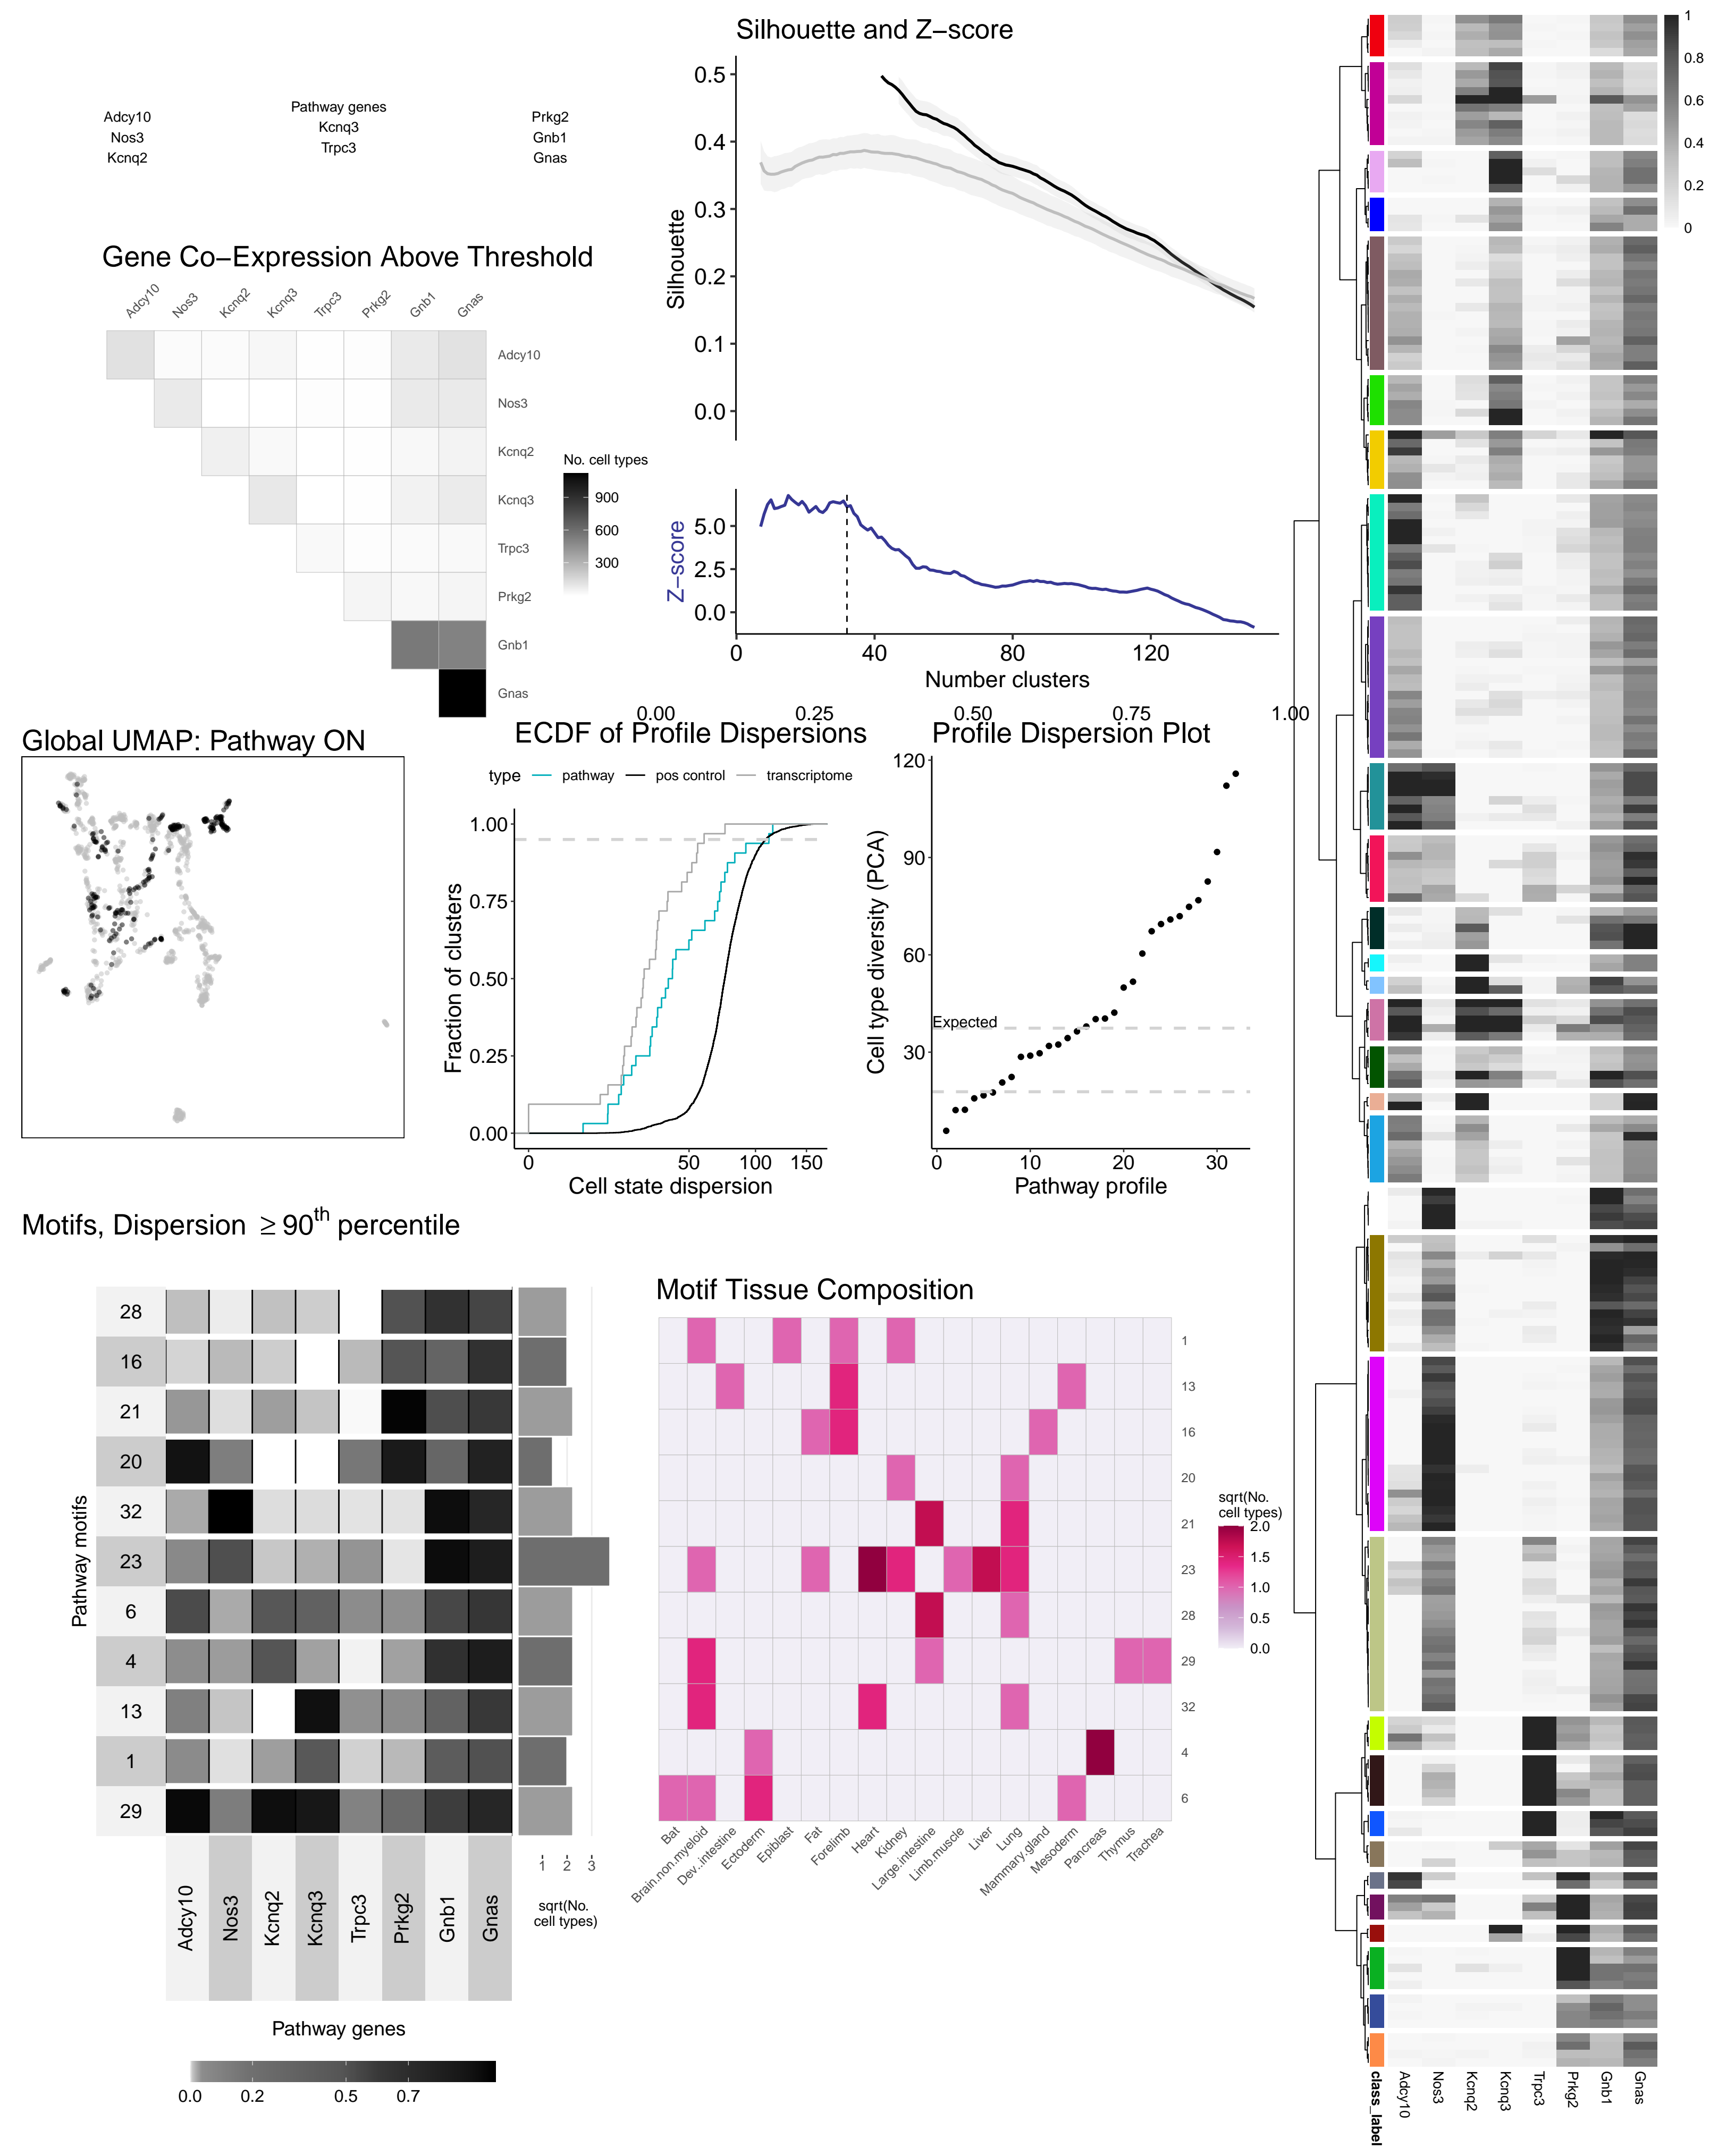 Silhouette and Z−score
Pathway genes
Adcy10
Nos3
Kcnq2
Kcnq3
Trpc3
Prkg2
Gnb1
Gnas
Gene Co−Expression Above Threshold
Adcy10 Nos3 Kcnq2 Kcnq3 Trpc3 Prkg2 Gnb1 Gnas
Adcy10
Nos3
Kcnq2
Kcnq3
Trpc3
Prkg2
Gnb1
Gnas
No. cell types
900
600
300
Silhouette
0.5
0.4
0.3
0.2
0.1
0.0
Z−score
5.0
2.5
0.0
0 40 80 120
Number clusters
0.00 0.25 0.50 0.75 1.00
Global UMAP: Pathway ON
ECDF of Profile Dispersions
type pathway pos control transcriptome
Fraction of clusters
1.00
0.75
0.50
0.25
0.00
0 50 100 150
Cell state dispersion
Profile Dispersion Plot
Cell type diversity (PCA)
120
90
60
30
Expected
0 10 20 30
Pathway profile
Motifs, Dispersion ≥ 90th percentile
Pathway motifs
28
16
21
20
32
23
6
4
13
1
29
Adcy10 Nos3 Kcnq2 Kcnq3 Trpc3 Prkg2 Gnb1 Gnas
1 2 3
sqrt(No.
cell types)
Pathway genes
0.0 0.2 0.5 0.7
Motif Tissue Composition
1
13
16
20
21
23
28
29
32
4
6
Bat Brain.non.myeloid Dev..intestine Ectoderm Epiblast Fat Forelimb Heart Kidney Large.intestine Limb.muscle Liver Lung Mammary.gland Mesoderm Pancreas Thymus Trachea
sqrt(No.
cell types)
2.0
1.5
1.0
0.5
0.0
1
0.8
0.6
0.4
0.2
0
class_label Adcy10 Nos3 Kcnq2 Kcnq3 Trpc3 Prkg2 Gnb1 Gnas